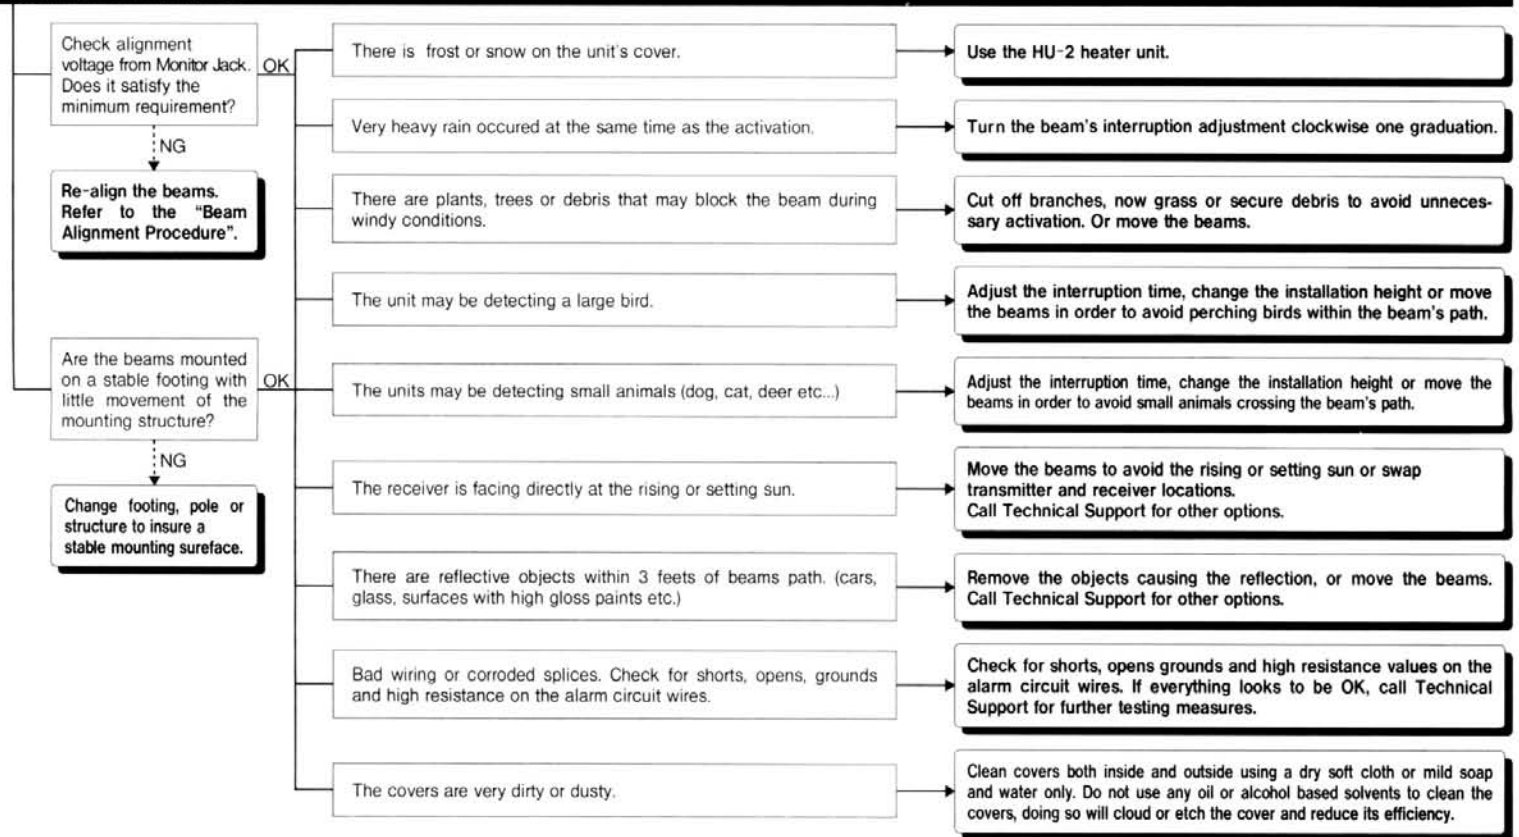 Check alignment
voltage from Monitor Jack.
Does it satisfy the
minimum requirement?
OK
NG
Re-align the beams.
Refer to the “Beam
Alignment Procedure”.
Are the beams mounted
on a stable footing with
little movement of the
mounting structure?
OK
NG
Change footing, pole or
structure to insure a
stable mounting sureface.
There is frost or snow on the unit's cover.
Use the HU-2 heater unit.
Very heavy rain occured at the same time as the activation.
Turn the beam's interruption adjustment clockwise one graduation.
There are plants, trees or debris that may block the beam during
windy conditions.
Cut off branches, now grass or secure debris to avoid unneces-
sary activation. Or move the beams.
The unit may be detecting a large bird.
Adjust the interruption time, change the installation height or move
the beams in order to avoid perching birds within the beam's path.
The units may be detecting small animals (dog, cat, deer etc...)
Adjust the interruption time, change the installation height or move the
beams in order to avoid small animals crossing the beam's path.
The receiver is facing directly at the rising or setting sun.
Move the beams to avoid the rising or setting sun or swap
transmitter and receiver locations.
Call Technical Support for other options.
There are reflective objects within 3 feets of beams path. (cars,
glass, surfaces with high gloss paints etc.)
Remove the objects causing the reflection, or move the beams.
Call Technical Support for other options.
Bad wiring or corroded splices. Check for shorts, opens, grounds
and high resistance on the alarm circuit wires.
Check for shorts, opens grounds and high resistance values on the
alarm circuit wires. If everything looks to be OK, call Technical
Support for further testing measures.
The covers are very dirty or dusty.
Clean covers both inside and outside using a dry soft cloth or mild soap
and water only. Do not use any oil or alcohol based solvents to clean the
covers, doing so will cloud or etch the cover and reduce its efficiency.